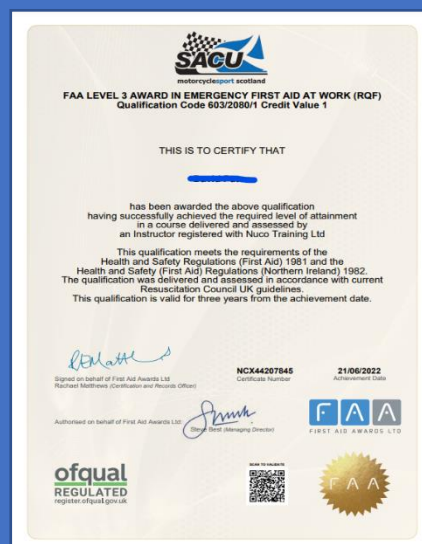 SACU
motorcyclesport scotland
FAA LEVEL 3 AWARD IN EMERGENCY FIRST AID AT WORK (RQF)
Qualification Code 603/2080/1 Credit Value 1
THIS IS TO CERTIFY THAT
has been awarded the above qualification
having successfully achieved the required level of attainment
in a course delivered and assessed by
an Instructor registered with Nuco Training Ltd
This qualification meets the requirements of the
Health and Safety Regulations (First Aid) 1981 and the
Health and Safety (First Aid) Regulations (Northern Ireland) 1982.
The qualification was delivered and assessed in accordance with current
Resuscitation Council UK guidelines.
This qualification is valid for three years from the achievement date.
Signed on behalf of First Aid Awards Ltd
Rachael Matthews (Certification and Records Officer)
NCX44207845
Certificate Number
21/06/2022
Achievement Date
Authorised on behalf of First Aid Awards Ltd:
Steve Best (Managing Director)
FAA
FIRST AID AWARDS LTD
ofqual
REGULATED
register.ofqual.gov.uk
SCAN TO VALIDATE
FAA